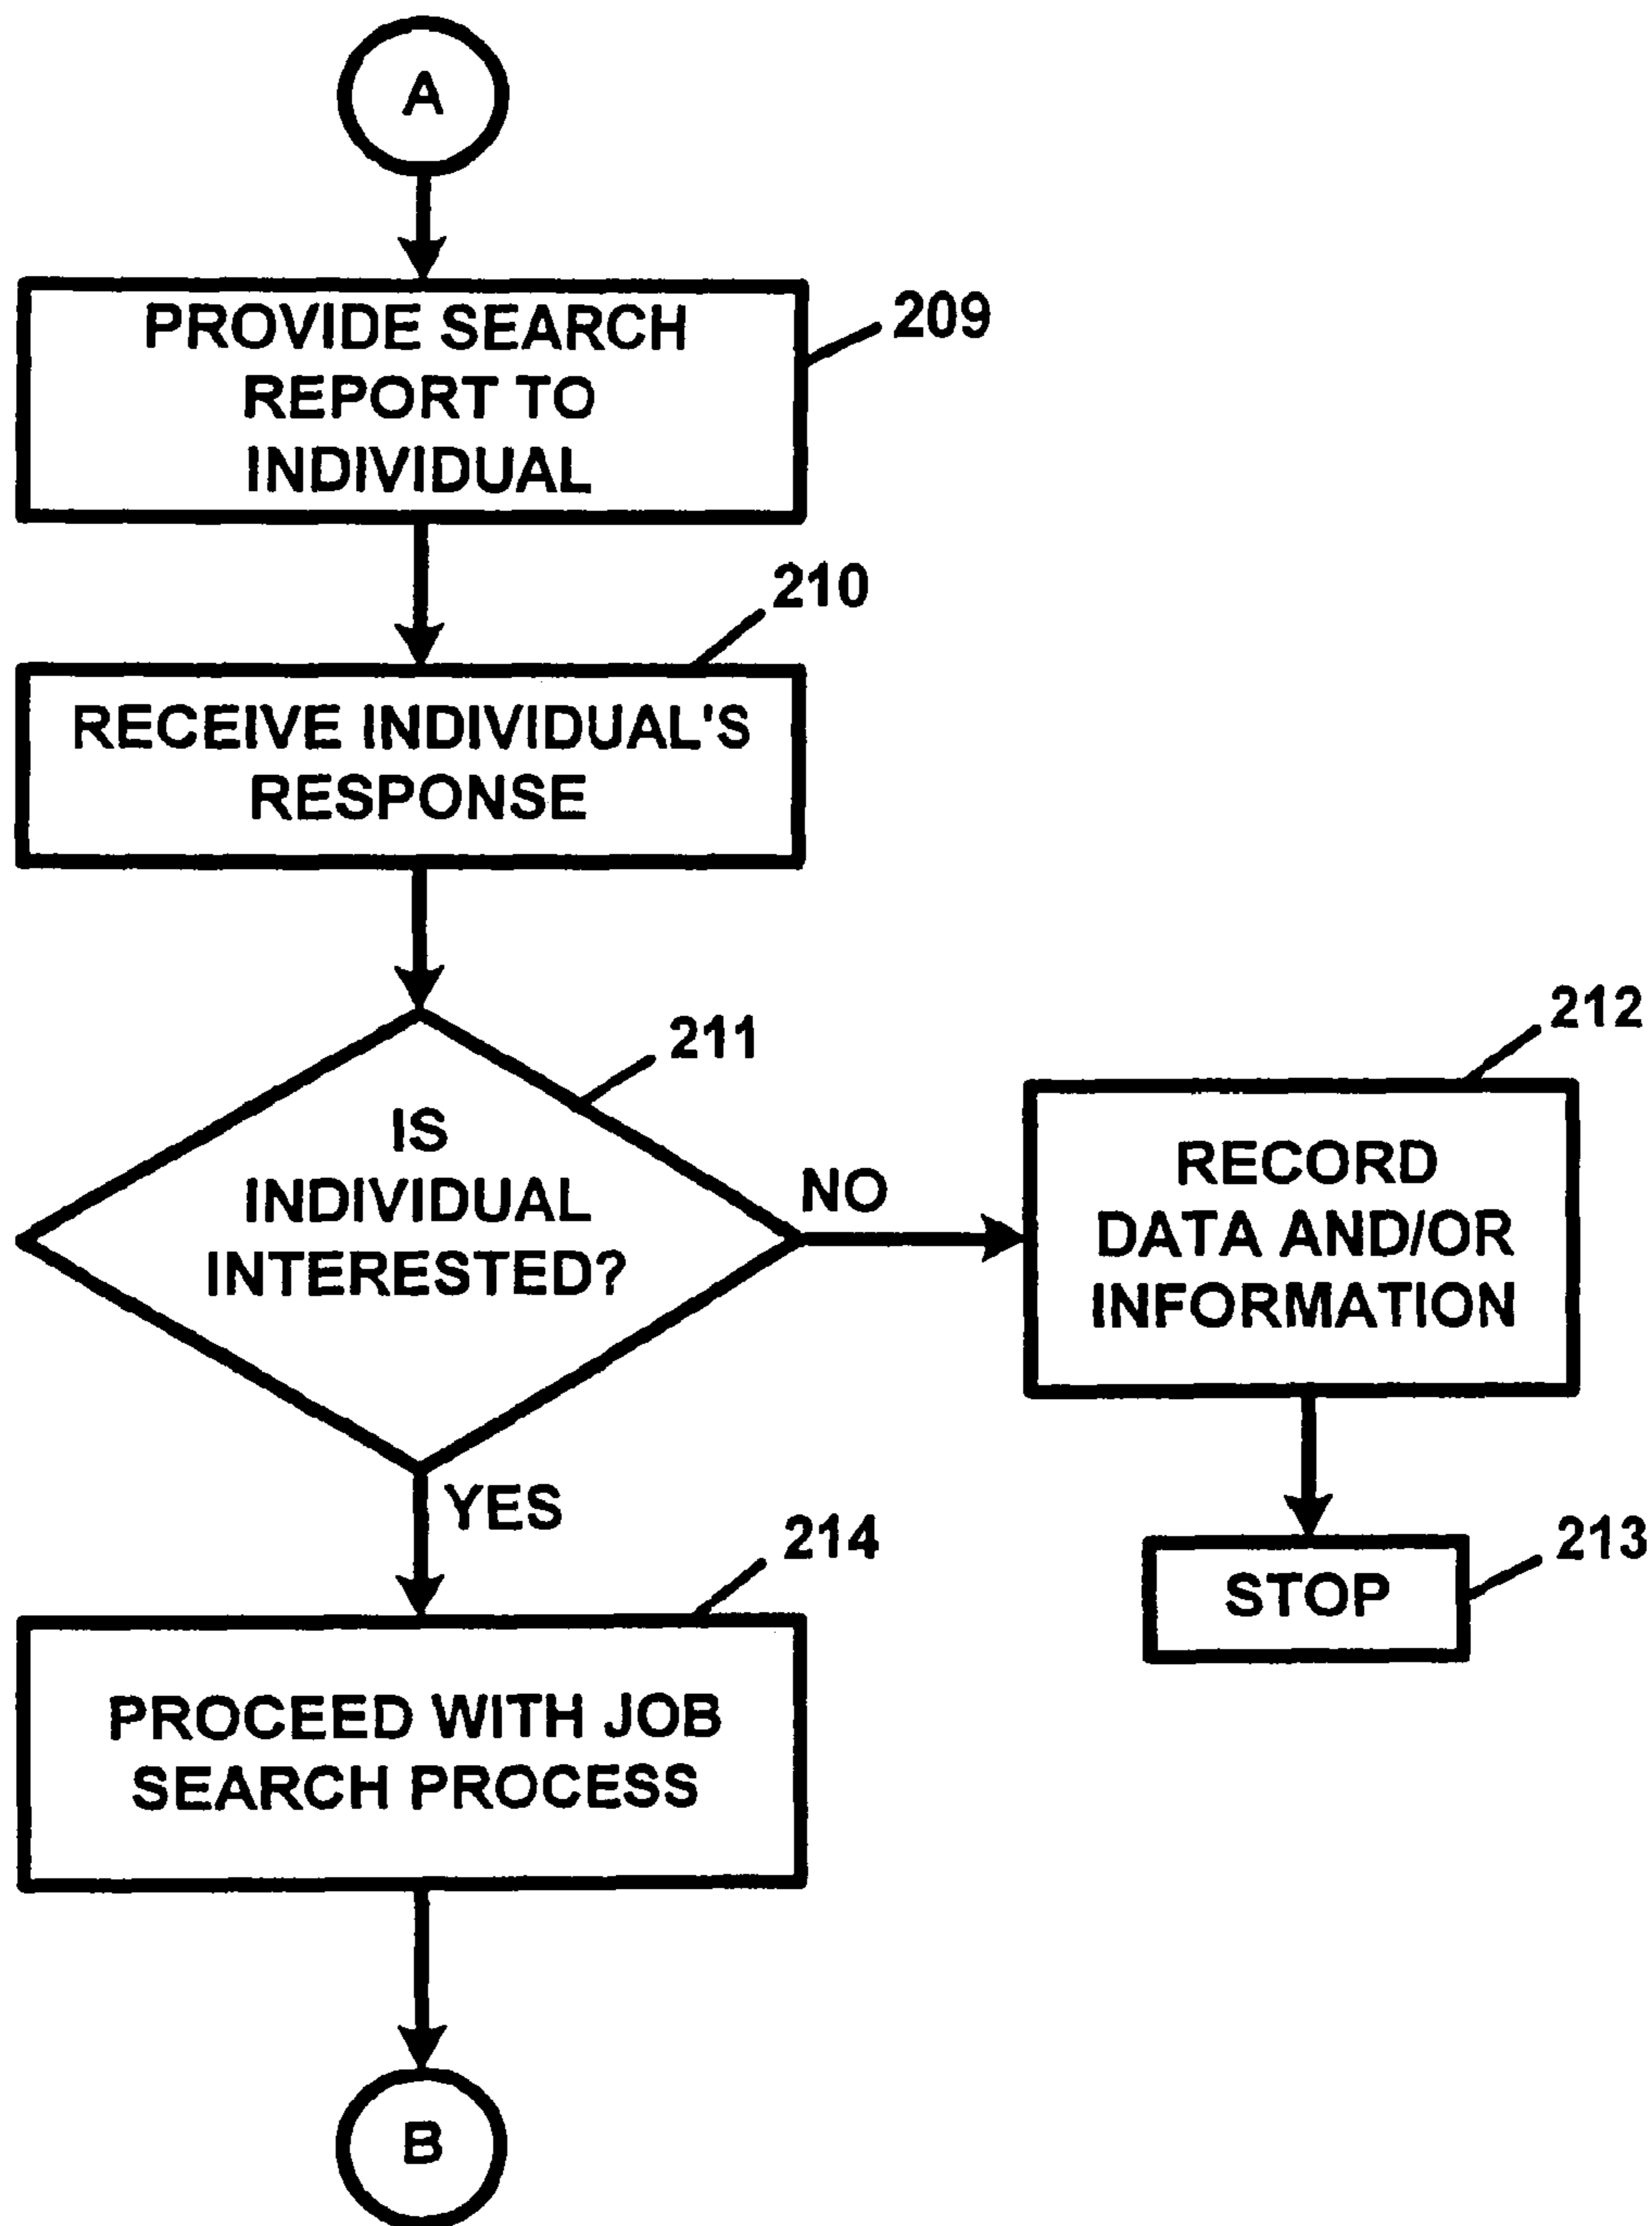 A
PROVIDE SEARCH
REPORT TO
INDIVIDUAL
209
210
RECEIVE INDIVIDUAL'S
RESPONSE
211
IS
INDIVIDUAL
INTERESTED?
NO
212
RECORD
DATA AND/OR
INFORMATION
YES
213
STOP
214
PROCEED WITH JOB
SEARCH PROCESS
B